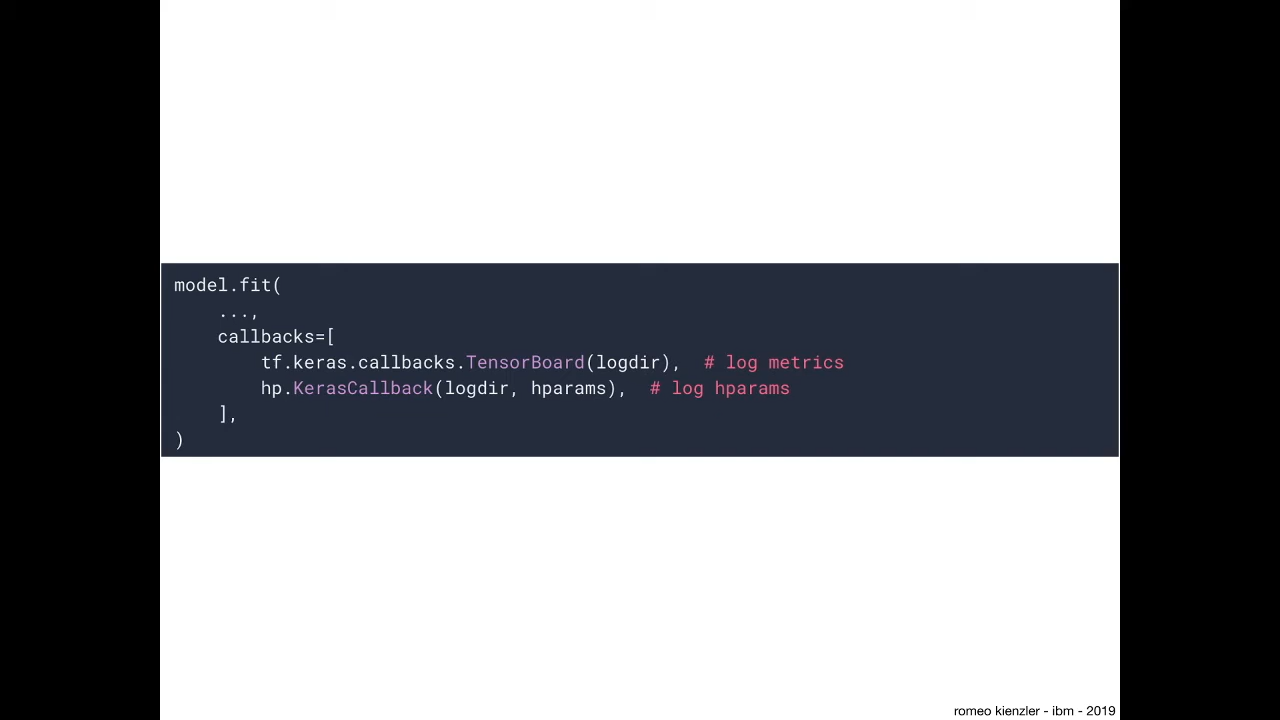 model.fit(
    ...,
    callbacks=[
        tf.keras.callbacks.TensorBoard(logdir),  # log metrics
        hp.KerasCallback(logdir, hparams),  # log hparams
    ],
)
romeo kienzler - ibm - 2019